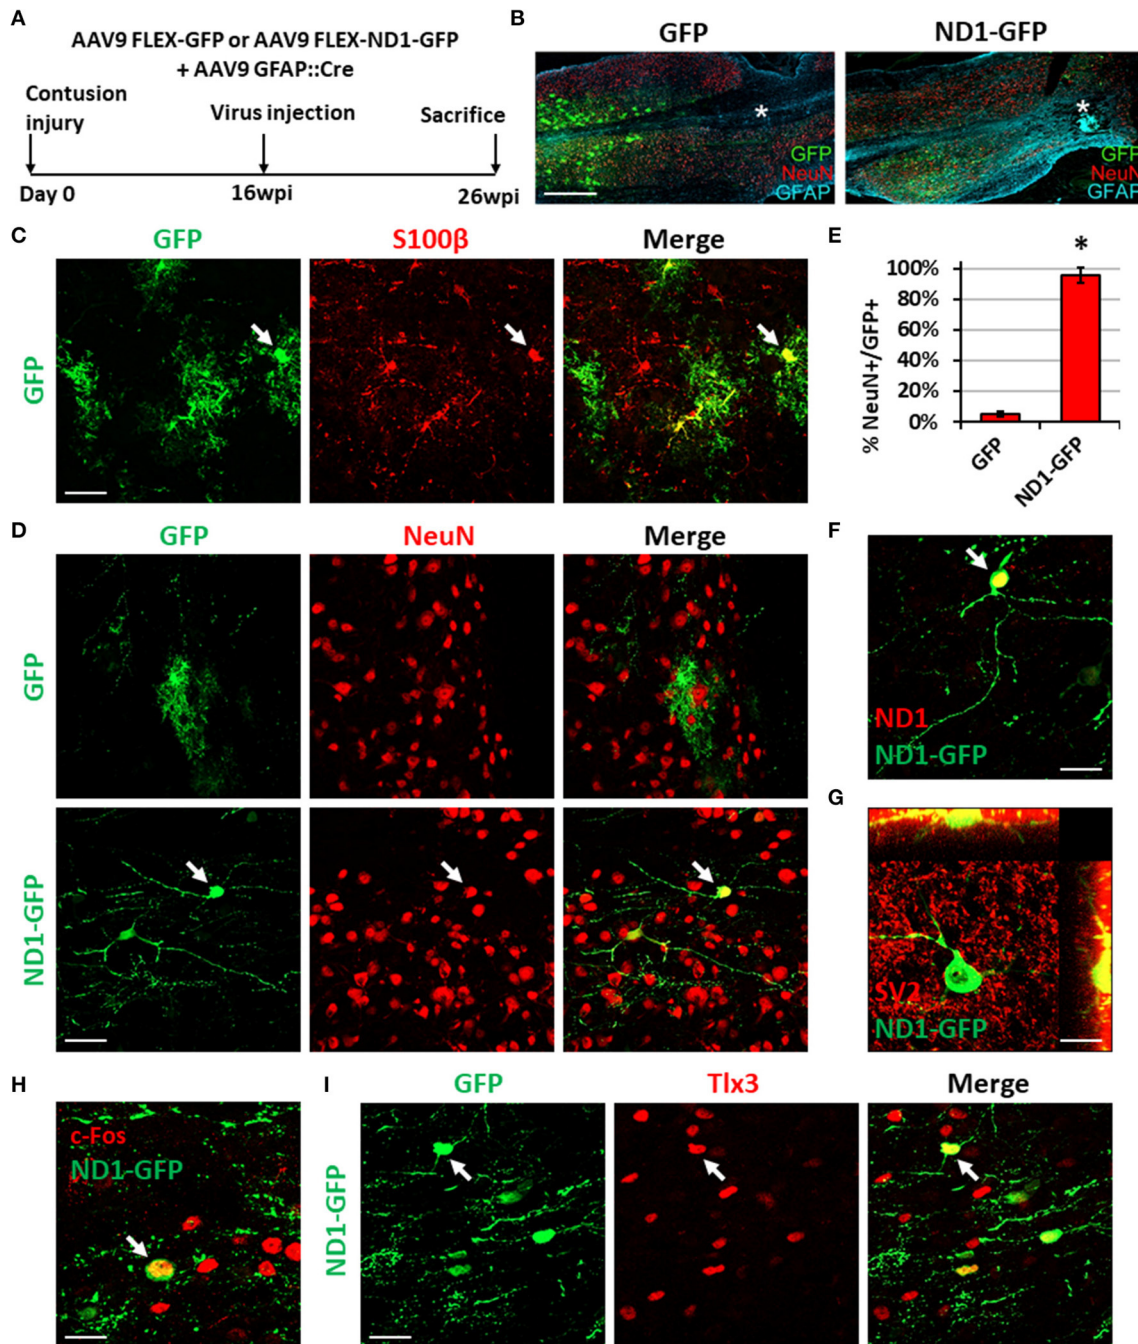 A
AAV9 FLEX-GFP or AAV9 FLEX-ND1-GFP
+ AAV9 GFAP::Cre
Contusion
injury
Virus injection
Sacrifice
Day 0
16wpi
26wpi
B
GFP
ND1-GFP
*
*
GFP
NeuN
GFAP
GFP
NeuN
GFAP
C
GFP
S100β
Merge
GFP
E
*
% NeuN+/GFP+
100%
80%
60%
40%
20%
0%
GFP
ND1-GFP
D
GFP
NeuN
Merge
GFP
ND1-GFP
F
ND1
ND1-GFP
G
SV2
ND1-GFP
H
c-Fos
ND1-GFP
I
GFP
Tlx3
Merge
ND1-GFP